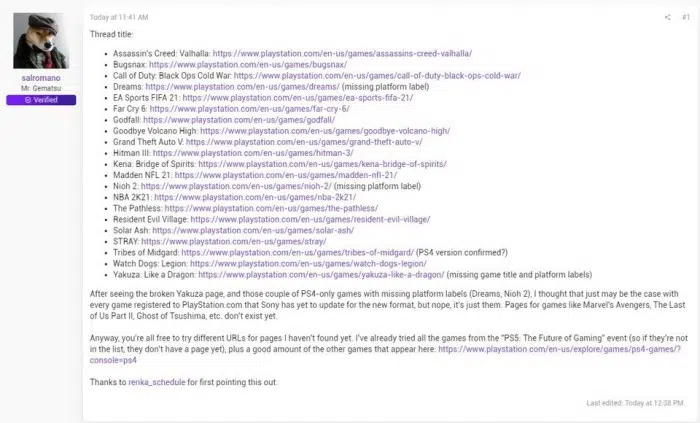 Today at 11:41 AM
#1
salromano
Mr. Gematsu
Verified
Thread title:
• Assassin's Creed: Valhalla: https://www.playstation.com/en-us/games/assassins-creed-valhalla/
• Bugsnax: https://www.playstation.com/en-us/games/bugsnax/
• Call of Duty: Black Ops Cold War: https://www.playstation.com/en-us/games/call-of-duty-black-ops-cold-war/
• Dreams: https://www.playstation.com/en-us/games/dreams/ (missing platform label)
• EA Sports FIFA 21: https://www.playstation.com/en-us/games/ea-sports-fifa-21/
• Far Cry 6: https://www.playstation.com/en-us/games/far-cry-6/
• Godfall: https://www.playstation.com/en-us/games/godfall/
• Goodbye Volcano High: https://www.playstation.com/en-us/games/goodbye-volcano-high/
• Grand Theft Auto V: https://www.playstation.com/en-us/games/grand-theft-auto-v/
• Hitman III: https://www.playstation.com/en-us/games/hitman-3/
• Kena: Bridge of Spirits: https://www.playstation.com/en-us/games/kena-bridge-of-spirits/
• Madden NFL 21: https://www.playstation.com/en-us/games/madden-nfl-21/
• Nioh 2: https://www.playstation.com/en-us/games/nioh-2/ (missing platform label)
• NBA 2K21: https://www.playstation.com/en-us/games/nba-2k21/
• The Pathless: https://www.playstation.com/en-us/games/the-pathless/
• Resident Evil Village: https://www.playstation.com/en-us/games/resident-evil-village/
• Solar Ash: https://www.playstation.com/en-us/games/solar-ash/
• STRAY: https://www.playstation.com/en-us/games/stray/
• Tribes of Midgard: https://www.playstation.com/en-us/games/tribes-of-midgard/ (PS4 version confirmed?)
• Watch Dogs: Legion: https://www.playstation.com/en-us/games/watch-dogs-legion/
• Yakuza: Like a Dragon: https://www.playstation.com/en-us/games/yakuza-like-a-dragon/ (missing game title and platform labels)
After seeing the broken Yakuza page, and those couple of PS4-only games with missing platform labels (Dreams, Nioh 2), I thought that just may be the case with
every game registered to PlayStation.com that Sony has yet to update for the new format, but nope, it's just them. Pages for games like Marvel's Avengers, The Last
of Us Part II, Ghost of Tsushima, etc. don't exist yet.
Anyway, you're all free to try different URLs for pages I haven't found yet. I've already tried all the games from the "PS5: The Future of Gaming" event (so if they're not
in the list, they don't have a page yet), plus a good amount of the other games that appear here: https://www.playstation.com/en-us/explore/games/ps4-games/?
console=ps4
Thanks to renka_schedule for first pointing this out.
Last edited: Today at 12:38 PM